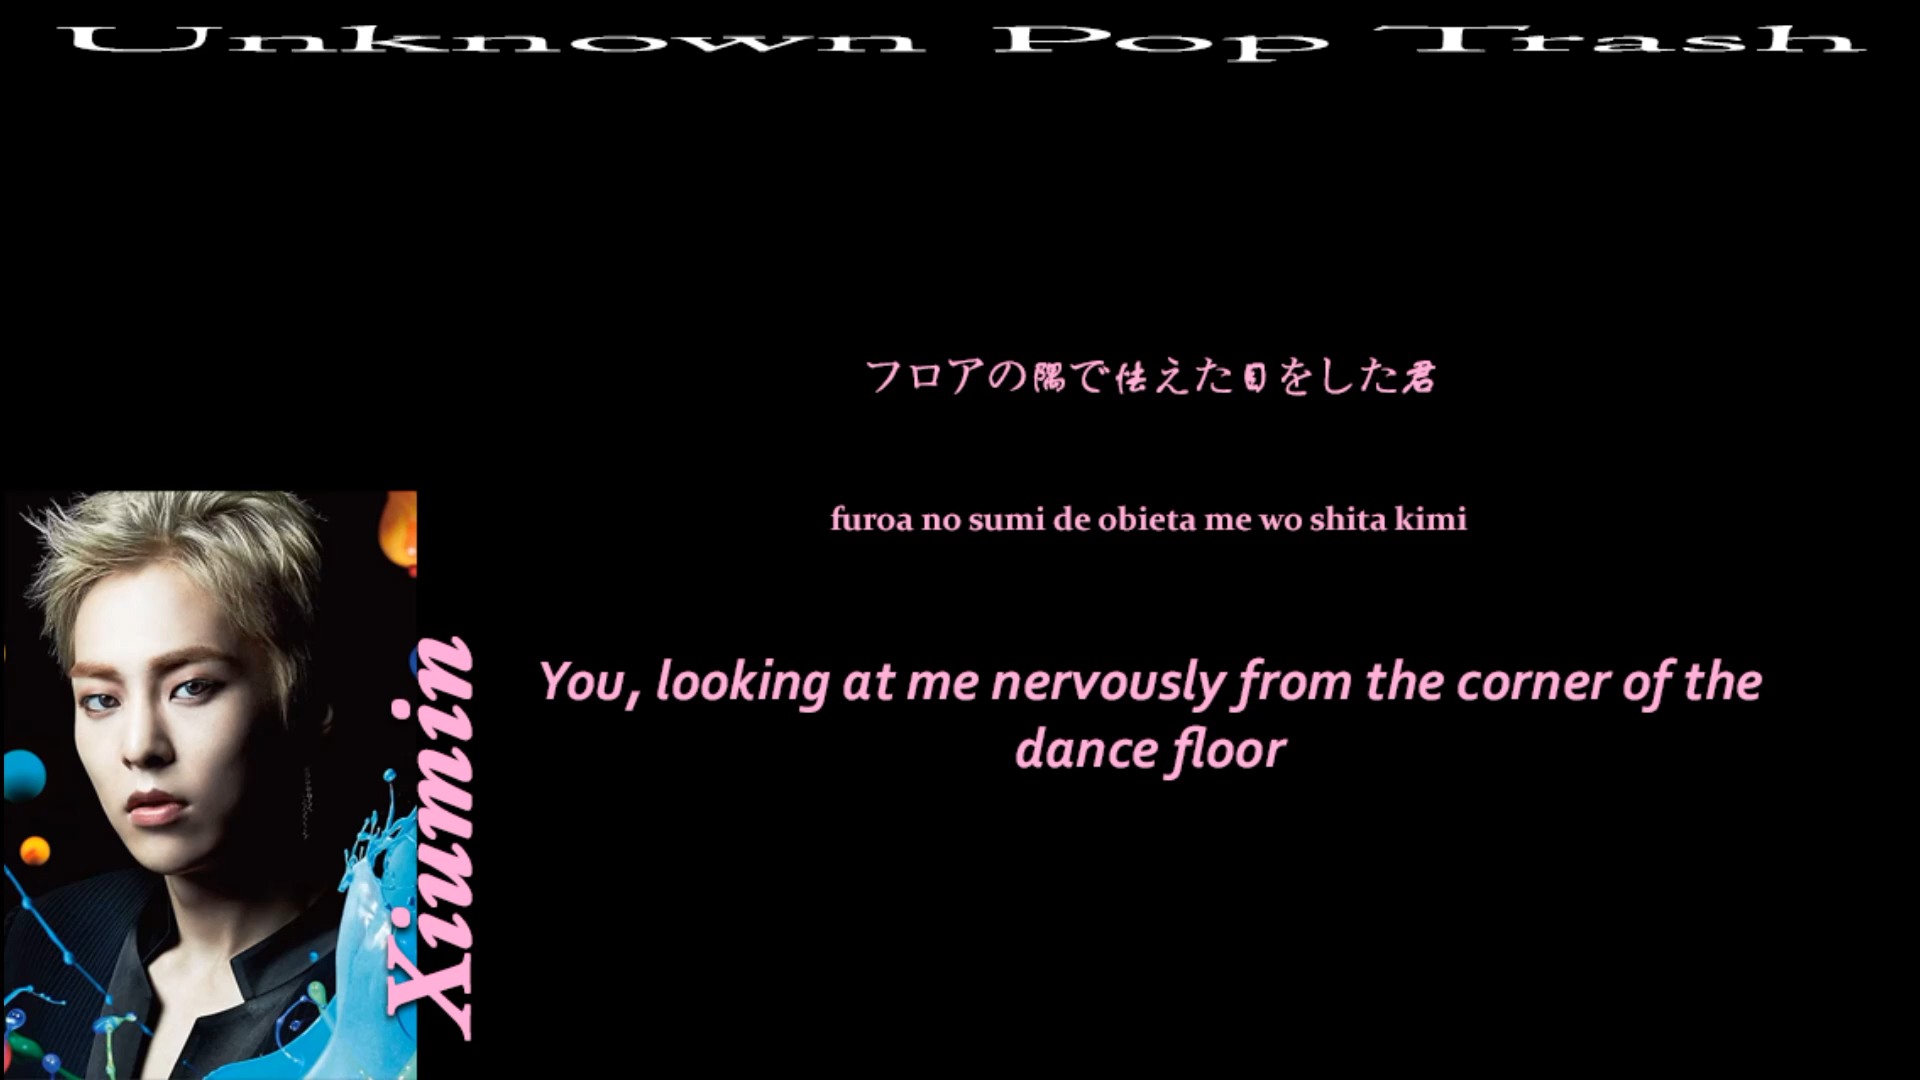 Unknown Pop Trash
フロアの隅で怯えた目をした君
furoa no sumi de obieta me wo shita kimi
You, looking at me nervously from the corner of the
dance floor
Xiumin